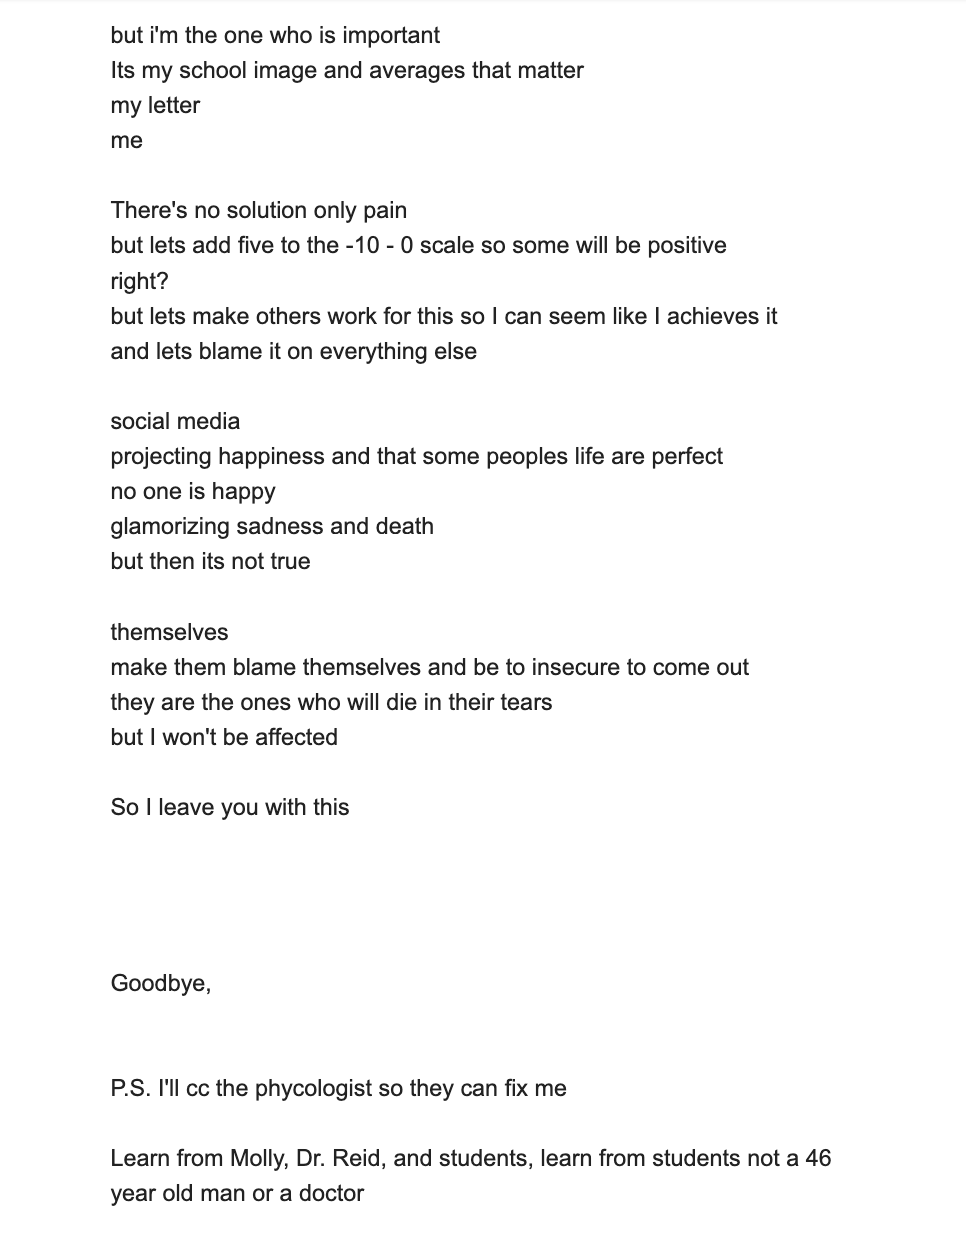 but i'm the one who is important
Its my school image and averages that matter
my letter
me
There's no solution only pain
but lets add five to the -10 - 0 scale so some will be positive
right?
but lets make others work for this so I can seem like I achieves it
and lets blame it on everything else
social media
projecting happiness and that some peoples life are perfect
no one is happy
glamorizing sadness and death
but then its not true
themselves
make them blame themselves and be to insecure to come out
they are the ones who will die in their tears
but I won't be affected
So I leave you with this
Goodbye,
P.S. I'll cc the phycologist so they can fix me
Learn from Molly, Dr. Reid, and students, learn from students not a 46
year old man or a doctor